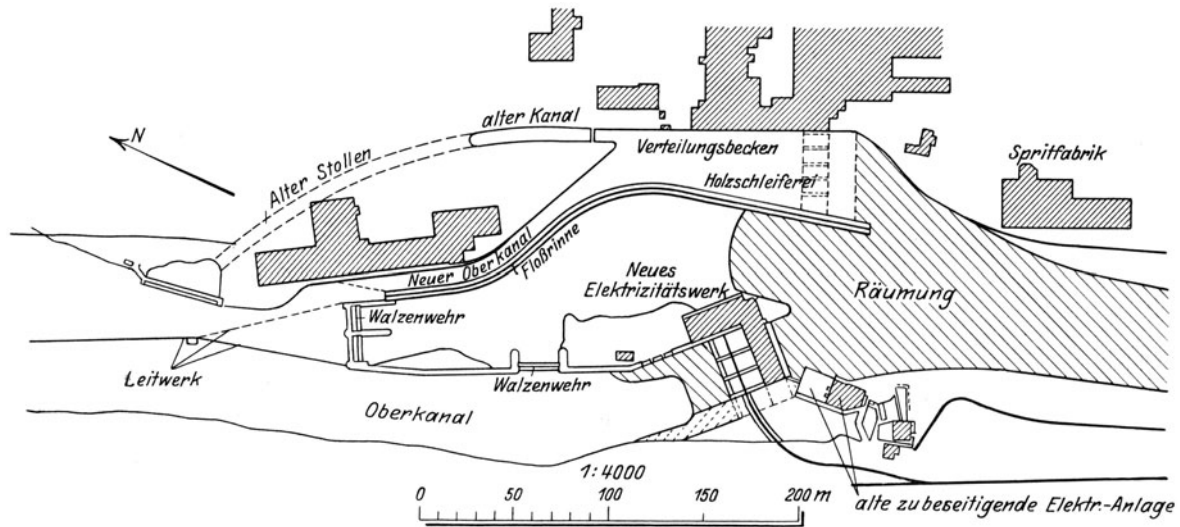 N
alter Kanal
Alter Stollen
Verteilungsbecken
Holzschleiferei
Spritfabrik
Neuer Oberkanal
Floßrinne
Neues
Elektrizitätswerk
Räumung
Walzenwehr
Leitwerk
Walzenwehr
Oberkanal
1:4000
0 50 100 150 200 m
alte zu beseitigende Elektr.-Anlage